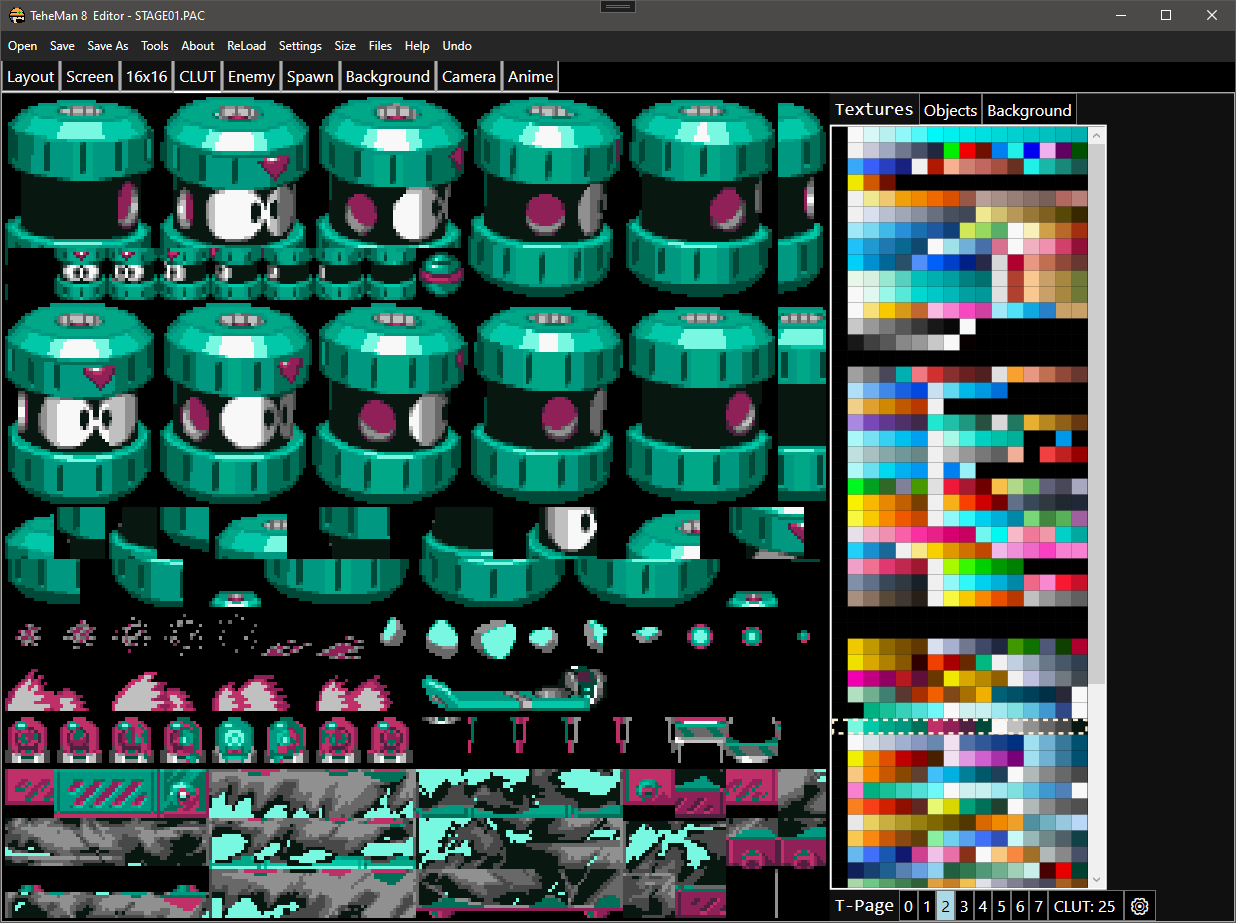 TeheMan 8 Editor - STAGE01.PAC
Open Save Save As Tools About ReLoad Settings Size Files Help Undo
Layout Screen 16x16 CLUT Enemy Spawn Background Camera Anime
Textures Objects Background
T-Page 0 1 2 3 4 5 6 7 CLUT: 25